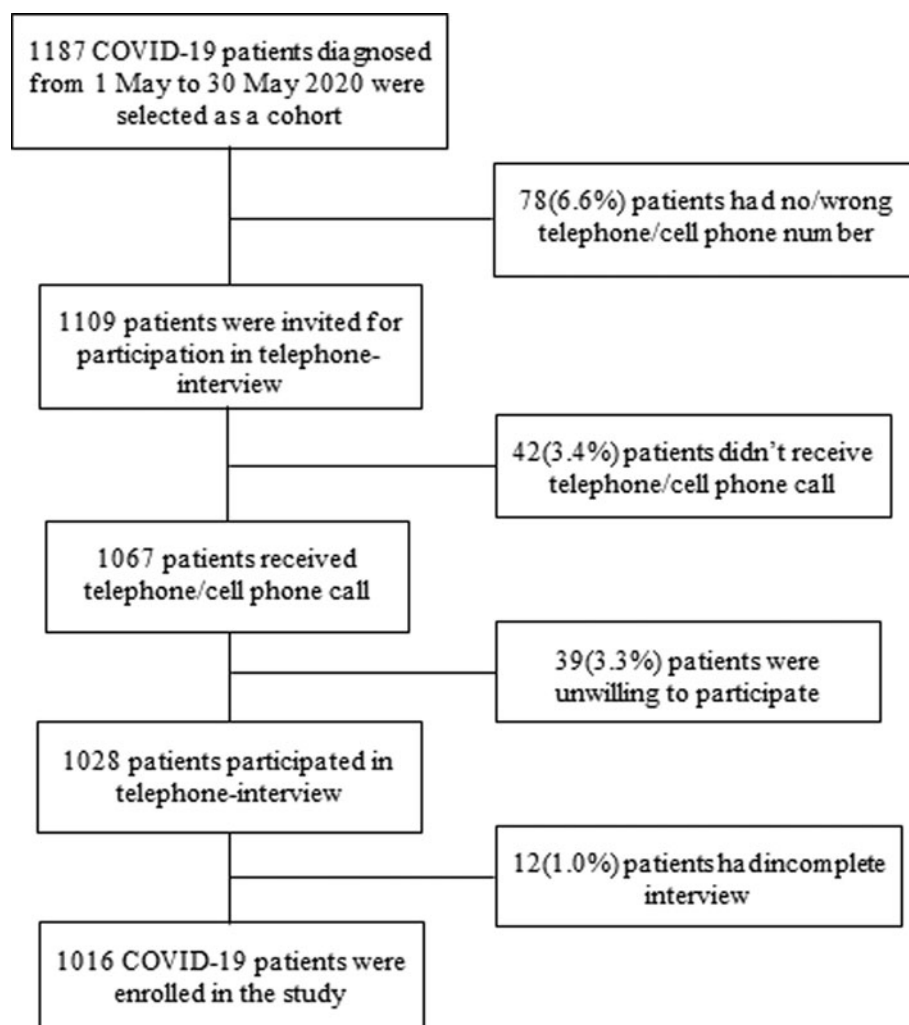 1187 COVID-19 patients diagnosed
from 1 May to 30 May 2020 were
selected as a cohort
78(6.6%) patients had no/wrong
telephone/cell phone number
1109 patients were invited for
participation in telephone-
interview
42(3.4%) patients didn’t receive
telephone/cell phone call
1067 patients received
telephone/cell phone call
39(3.3%) patients were
unwilling to participate
1028 patients participated in
telephone-interview
12(1.0%) patients had incomplete
interview
1016 COVID-19 patients were
enrolled in the study